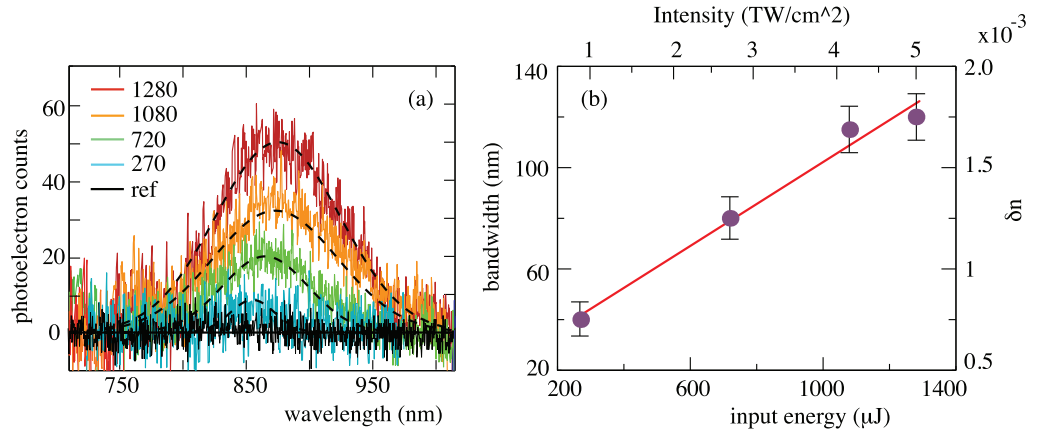 (a)
1280
1080
720
270
ref
60
40
20
0
photoelectron counts
750
850
950
wavelength (nm)
Intensity (TW/cm^2)
1
2
3
4
5
x10⁻³
(b)
140
100
60
20
bandwidth (nm)
2.0
1.5
1
0.5
δn
200
600
1000
1400
input energy (µJ)